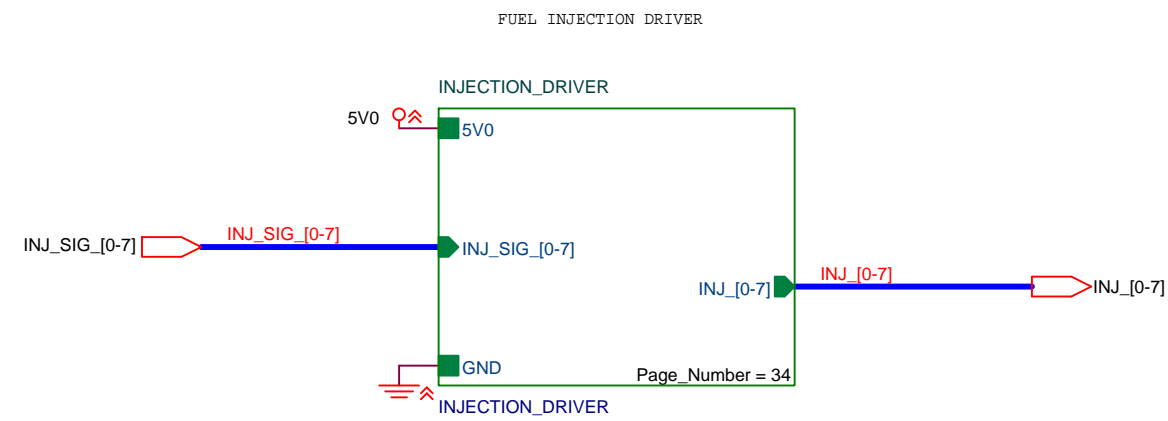 FUEL INJECTION DRIVER
INJECTION_DRIVER
5V0
5V0
INJ_SIG_[0-7]
INJ_SIG_[0-7]
INJ_SIG_[0-7]
INJ_[0-7]
INJ_[0-7]
INJ_[0-7]
GND
Page_Number = 34
INJECTION_DRIVER